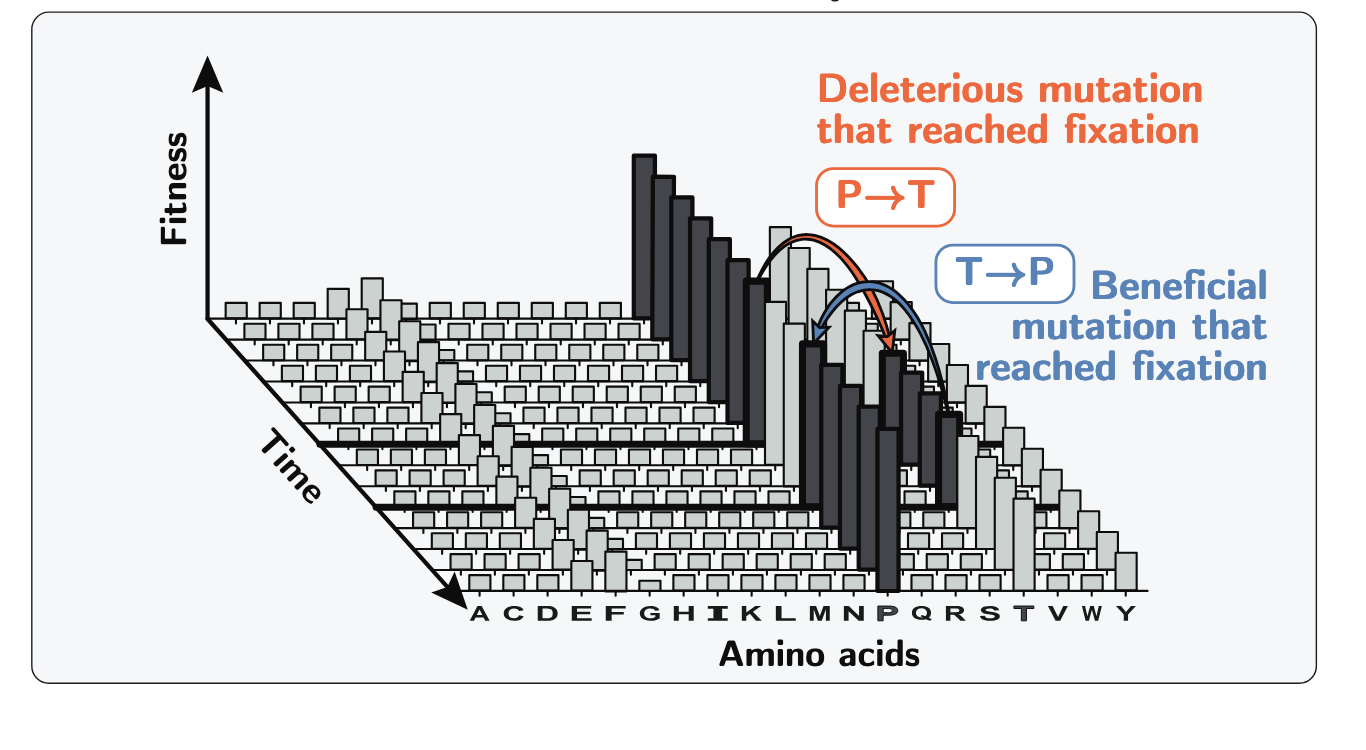 Deleterious mutation
that reached fixation
P→T
T→P
Beneficial
mutation that
reached fixation
Fitness
Time
A C D E F G H I K L M N P Q R S T V W Y
Amino acids